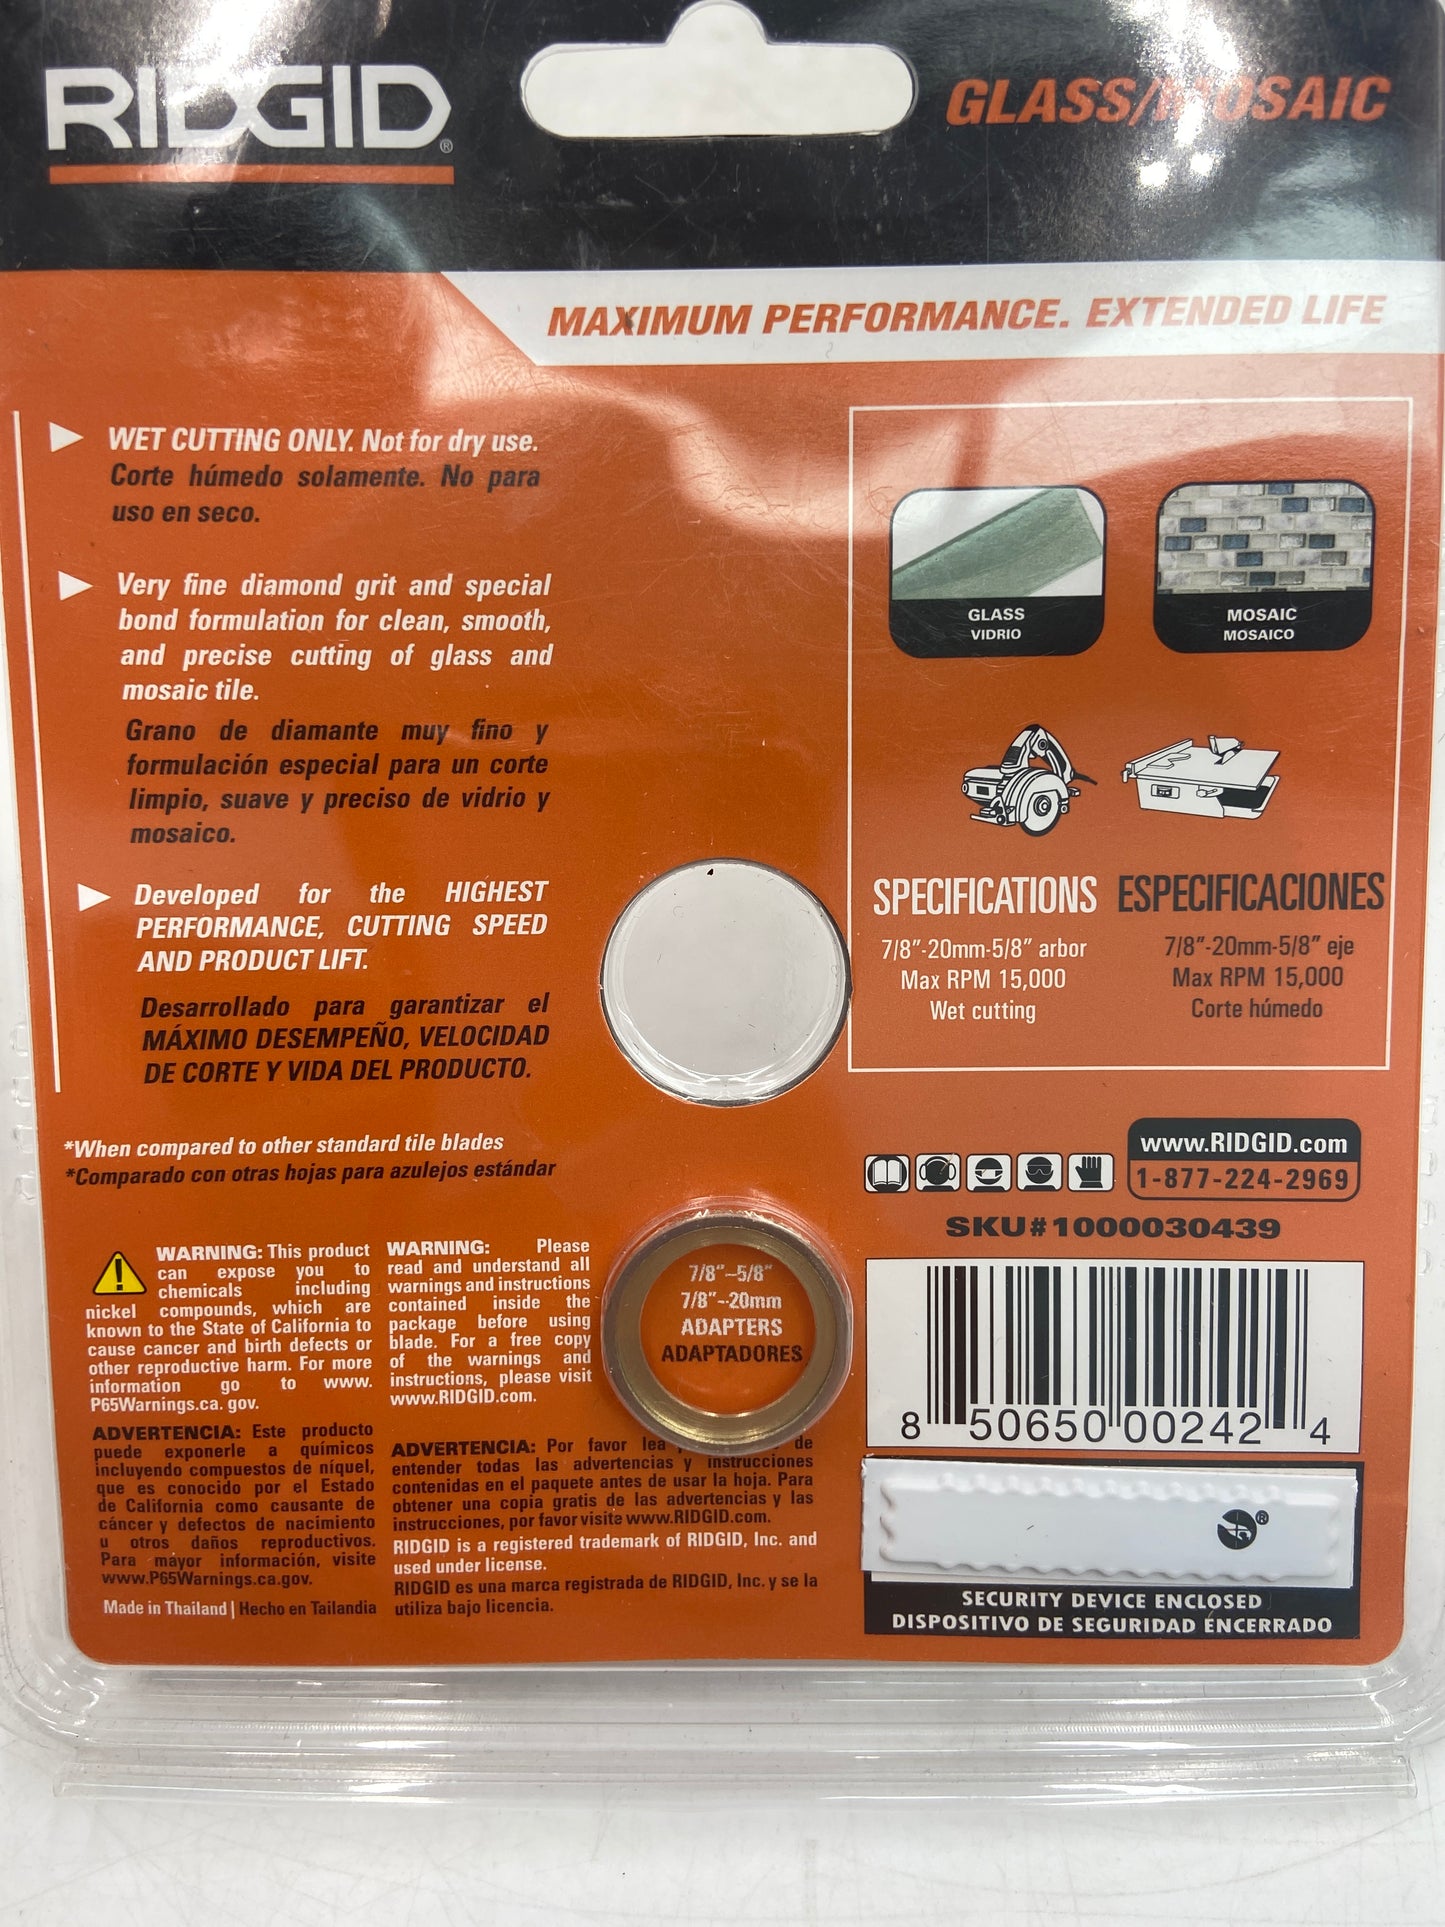 RIDGID®
GLASS/MOSAIC
MAXIMUM PERFORMANCE. EXTENDED LIFE
WET CUTTING ONLY. Not for dry use.
Corte húmedo solamente. No para
uso en seco.
Very fine diamond grit and special
bond formulation for clean, smooth,
and precise cutting of glass and
mosaic tile.
Grano de diamante muy fino y
formulación especial para un corte
limpio, suave y preciso de vidrio y
mosaico.
Developed for the HIGHEST
PERFORMANCE, CUTTING SPEED
AND PRODUCT LIFT.
Desarrollado para garantizar el
MÁXIMO DESEMPEÑO, VELOCIDAD
DE CORTE Y VIDA DEL PRODUCTO.
*When compared to other standard tile blades
*Comparado con otras hojas para azulejos estándar
GLASS
VIDRIO
MOSAIC
MOSAICO
SPECIFICATIONS
7/8"-20mm-5/8" arbor
Max RPM 15,000
Wet cutting
ESPECIFICACIONES
7/8"-20mm-5/8" eje
Max RPM 15,000
Corte húmedo
www.RIDGID.com
1-877-224-2969
SKU#1000030439
8 50650 00242 4
SECURITY DEVICE ENCLOSED
DISPOSITIVO DE SEGURIDAD ENCERRADO
7/8"~5/8"
7/8"~20mm
ADAPTERS
ADAPTADORES
WARNING: This product
can expose you to
chemicals including
nickel compounds, which are
known to the State of California to
cause cancer and birth defects or
other reproductive harm. For more
information go to www.
P65Warnings.ca. gov.
ADVERTENCIA: Este producto
puede exponerle a químicos
incluyendo compuestos de níquel,
que es conocido por el Estado
de California como causante de
cáncer y defectos de nacimiento
u otros daños reproductivos.
Para mayor información, visite
www.P65Warnings.ca.gov.
Made in Thailand | Hecho en Tailandia
WARNING: Please
read and understand all
warnings and instructions
contained inside the
package before using
blade. For a free copy
of the warnings and
instructions, please visit
www.RIDGID.com.
ADVERTENCIA: Por favor lea de
entender todas las advertencias y instrucciones
contenidas en el paquete antes de usar la hoja. Para
obtener una copia gratis de las advertencias y las
instrucciones, por favor visite www.RIDGID.com.
RIDGID is a registered trademark of RIDGID, Inc. and
used under license.
RIDGID es una marca registrada de RIDGID, Inc. y se la
utiliza bajo licencia.